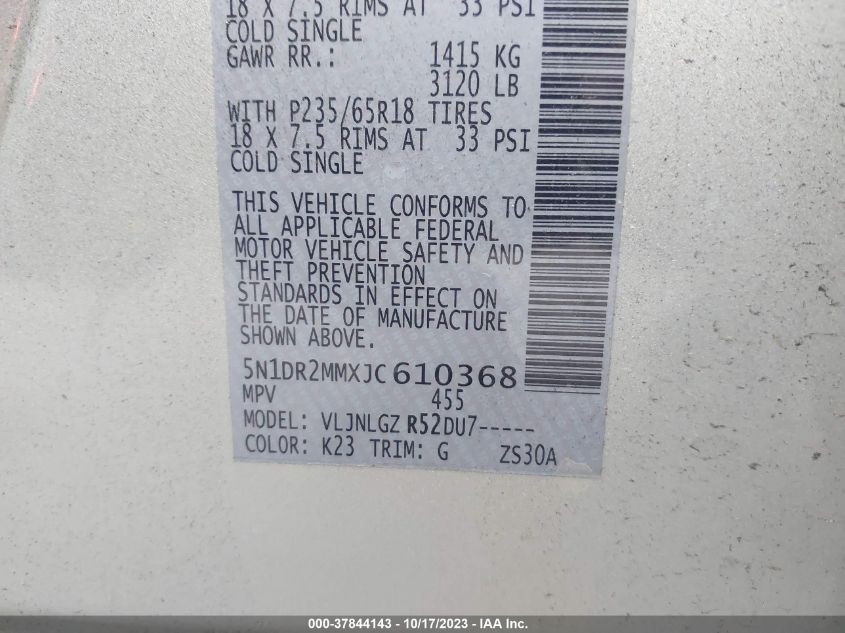 18 X 7.5 RIMS AT 33 PSI
COLD SINGLE
GAWR RR.: 1415 KG
3120 LB
WITH P235/65R18 TIRES
18 X 7.5 RIMS AT 33 PSI
COLD SINGLE
THIS VEHICLE CONFORMS TO
ALL APPLICABLE FEDERAL
MOTOR VEHICLE SAFETY AND
THEFT PREVENTION
STANDARDS IN EFFECT ON
THE DATE OF MANUFACTURE
SHOWN ABOVE.
5N1DR2MMXJC610368
MPV 455
MODEL: VLJNLGZ R52DU7-----
COLOR: K23 TRIM: G ZS30A
000-37844143 - 10/17/2023 - IAA Inc.